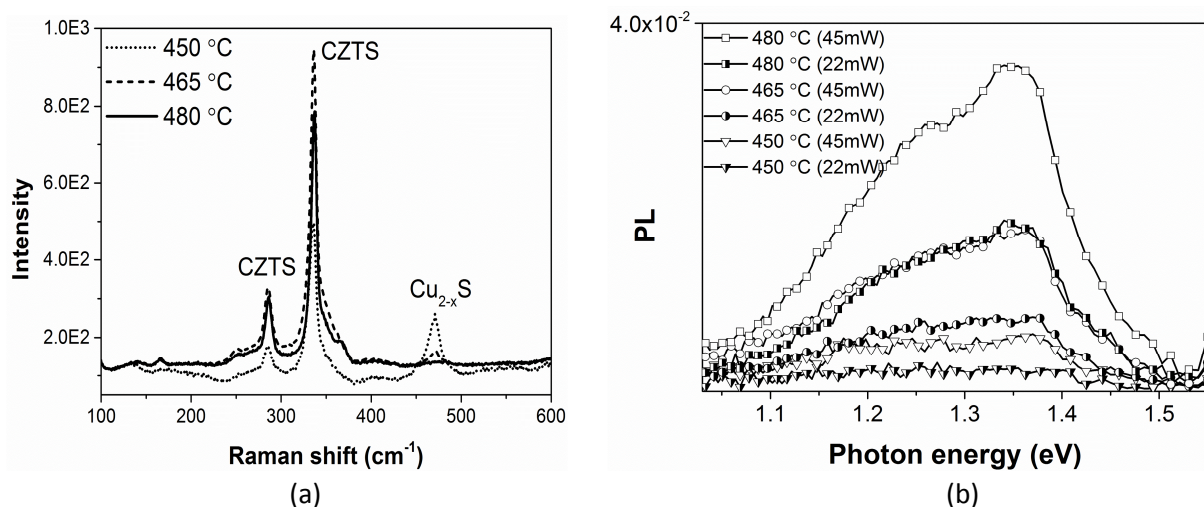 1.0E3
8.0E2
6.0E2
4.0E2
2.0E2
Intensity
450 °C
465 °C
480 °C
CZTS
CZTS
Cu2-xS
100 200 300 400 500 600
Raman shift (cm-1)
(a)
4.0x10-2
PL
480 °C (45mW)
480 °C (22mW)
465 °C (45mW)
465 °C (22mW)
450 °C (45mW)
450 °C (22mW)
1.1 1.2 1.3 1.4 1.5
Photon energy (eV)
(b)